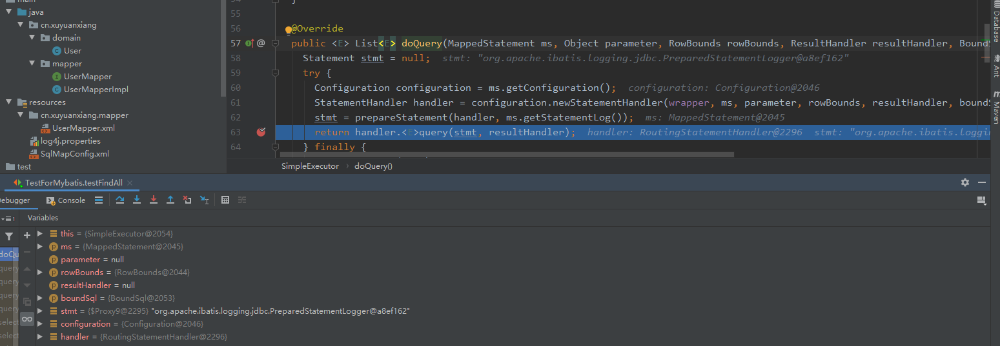 main
java
cn.xuyuanxiang
domain
User
mapper
UserMapper
UserMapperImpl
resources
cn.xuyuanxiang.mapper
UserMapper.xml
log4j.properties
SqlMapConfig.xml
test
54 }
55
56 @Override
57 @ public <E> List<E> doQuery(MappedStatement ms, Object parameter, RowBounds rowBounds, ResultHandler resultHandler, BoundS
58 Statement stmt = null; stmt: "org.apache.ibatis.logging.jdbc.PreparedStatementLogger@a8ef162"
59 try {
60 Configuration configuration = ms.getConfiguration(); configuration: Configuration@2046
61 StatementHandler handler = configuration.newStatementHandler(wrapper, ms, parameter, rowBounds, resultHandler, boundS
62 stmt = prepareStatement(handler, ms.getStatementLog()); ms: MappedStatement@2045
63 return handler.<E>query(stmt, resultHandler); handler: RoutingStatementHandler@2296 stmt: "org.apache.ibatis.loggin
64 } finally {
SimpleExecutor › doQuery()
Database
Ant
Maven
TestForMybatis.testFindAll ×
Debugger
Console
Variables
1
doQu
query
query
query
query
select
select
this = {SimpleExecutor@2054}
p ms = {MappedStatement@2045}
p parameter = null
p rowBounds = {RowBounds@2044}
p resultHandler = null
p boundSql = {BoundSql@2053}
stmt = {$Proxy9@2295} "org.apache.ibatis.logging.jdbc.PreparedStatementLogger@a8ef162"
configuration = {Configuration@2046}
handler = {RoutingStatementHandler@2296}